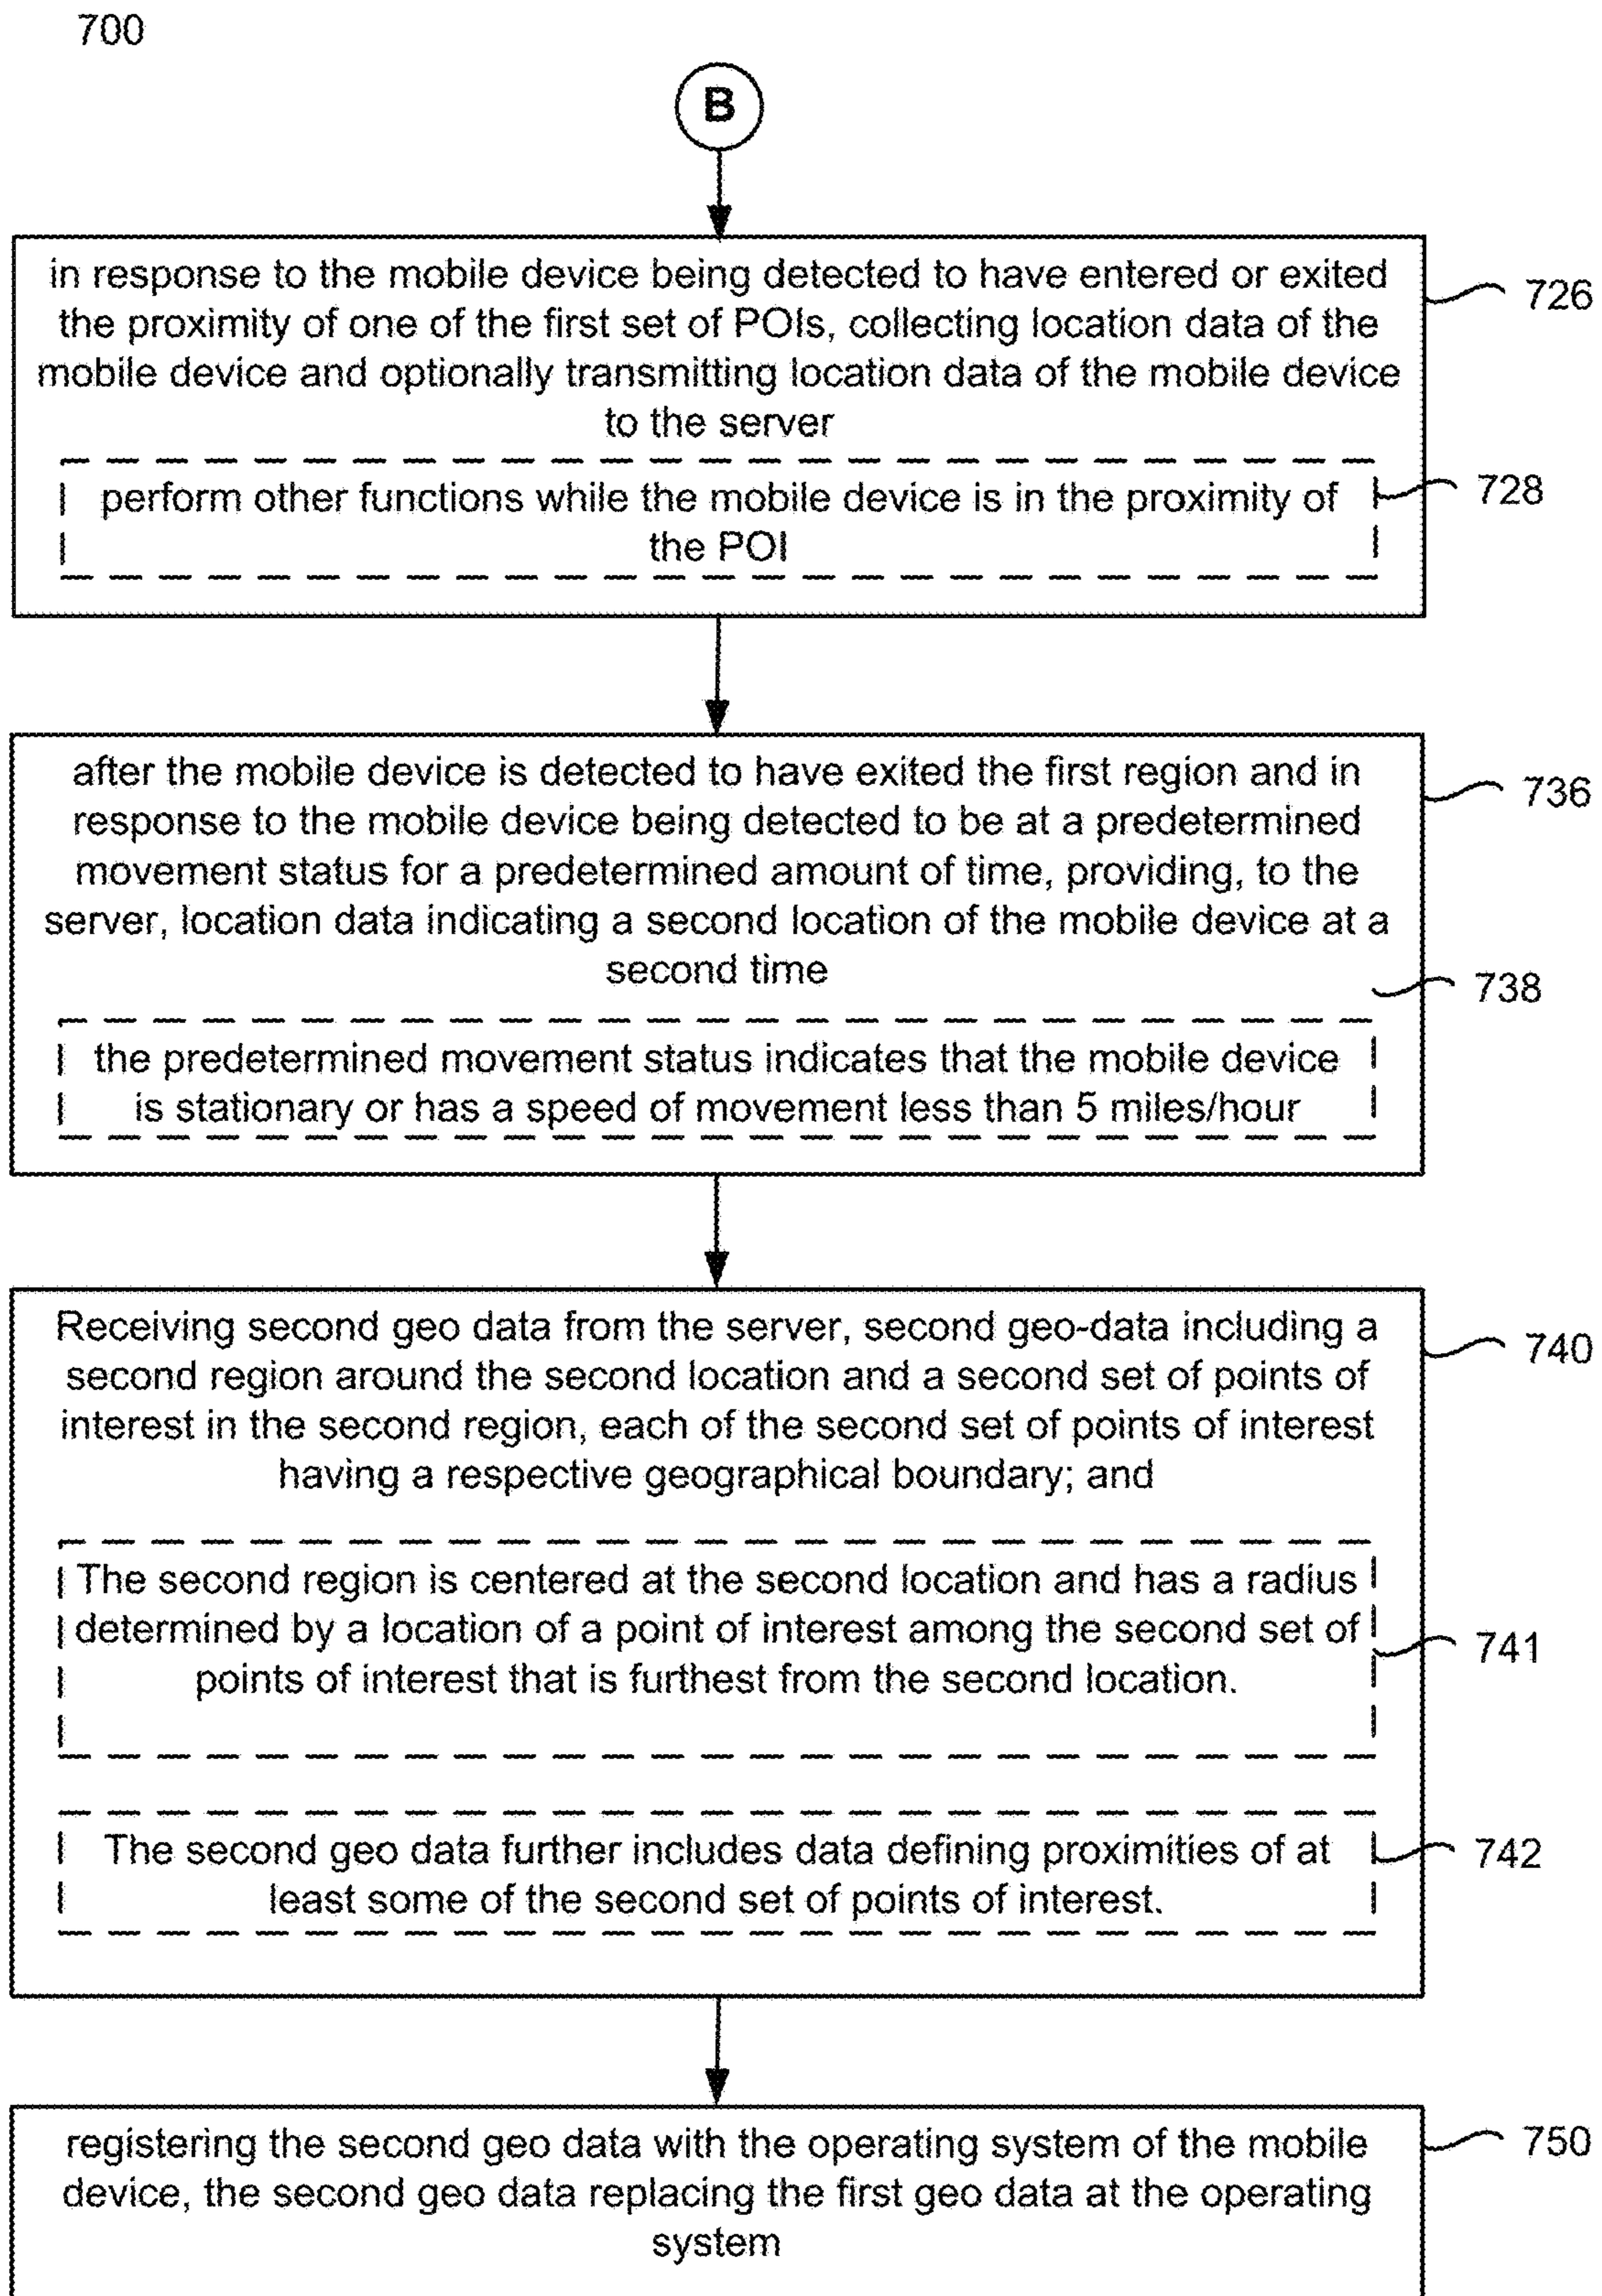 700
B
in response to the mobile device being detected to have entered or exited
the proximity of one of the first set of POIs, collecting location data of the
mobile device and optionally transmitting location data of the mobile device
to the server
726
perform other functions while the mobile device is in the proximity of
the POI
728
after the mobile device is detected to have exited the first region and in
response to the mobile device being detected to be at a predetermined
movement status for a predetermined amount of time, providing, to the
server, location data indicating a second location of the mobile device at a
second time
736
738
the predetermined movement status indicates that the mobile device
is stationary or has a speed of movement less than 5 miles/hour
Receiving second geo data from the server, second geo-data including a
second region around the second location and a second set of points of
interest in the second region, each of the second set of points of interest
having a respective geographical boundary; and
740
The second region is centered at the second location and has a radius
determined by a location of a point of interest among the second set of
points of interest that is furthest from the second location.
741
The second geo data further includes data defining proximities of at
least some of the second set of points of interest.
742
registering the second geo data with the operating system of the mobile
device, the second geo data replacing the first geo data at the operating
system
750